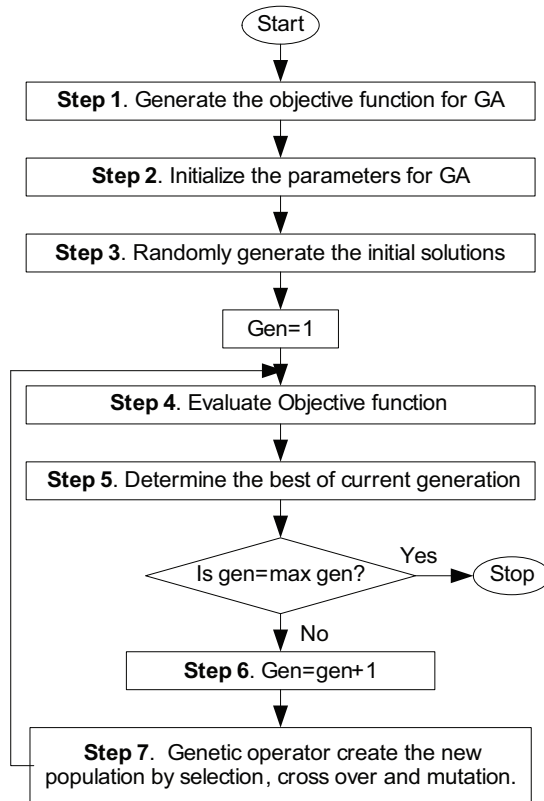 Start
Step 1. Generate the objective function for GA
Step 2. Initialize the parameters for GA
Step 3. Randomly generate the initial solutions
Gen=1
Step 4. Evaluate Objective function
Step 5. Determine the best of current generation
Is gen=max gen?
Yes
Stop
No
Step 6. Gen=gen+1
Step 7. Genetic operator create the new
population by selection, cross over and mutation.